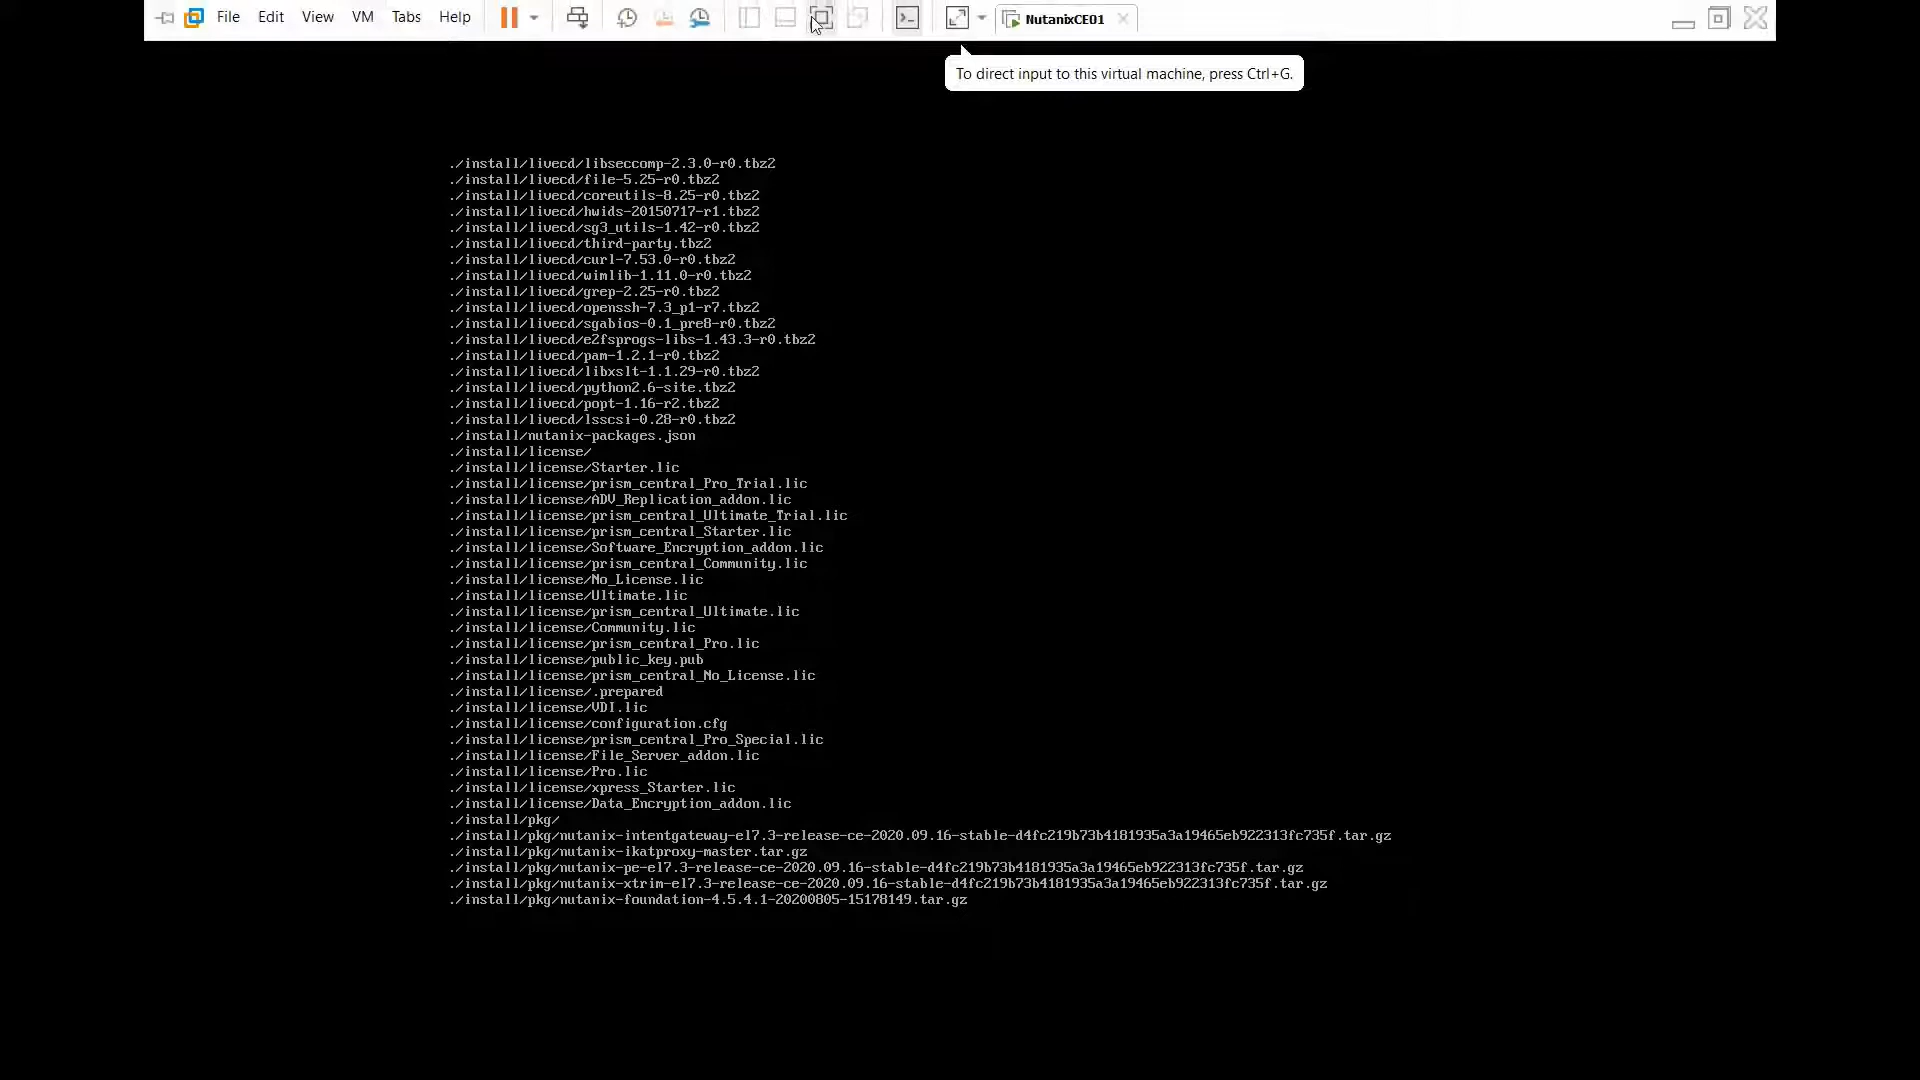 File Edit View VM Tabs Help NutanixCE01
To direct input to this virtual machine, press Ctrl+G.
./install/livecd/libseccomp-2.3.0-r0.tbz2
./install/livecd/file-5.25-r0.tbz2
./install/livecd/coreutils-8.25-r0.tbz2
./install/livecd/hwids-20150717-r1.tbz2
./install/livecd/sg3_utils-1.42-r0.tbz2
./install/livecd/third-party.tbz2
./install/livecd/curl-7.53.0-r0.tbz2
./install/livecd/wimlib-1.11.0-r0.tbz2
./install/livecd/grep-2.25-r0.tbz2
./install/livecd/openssh-7.3_p1-r7.tbz2
./install/livecd/sgabios-0.1_pre8-r0.tbz2
./install/livecd/e2fsprogs-libs-1.43.3-r0.tbz2
./install/livecd/pam-1.2.1-r0.tbz2
./install/livecd/libxslt-1.1.29-r0.tbz2
./install/livecd/python2.6-site.tbz2
./install/livecd/popt-1.16-r2.tbz2
./install/livecd/lsscsi-0.28-r0.tbz2
./install/nutanix-packages.json
./install/license/
./install/license/Starter.lic
./install/license/prism_central_Pro_Trial.lic
./install/license/ADV_Replication_addon.lic
./install/license/prism_central_Ultimate_Trial.lic
./install/license/prism_central_Starter.lic
./install/license/Software_Encryption_addon.lic
./install/license/prism_central_Community.lic
./install/license/No_License.lic
./install/license/Ultimate.lic
./install/license/prism_central_Ultimate.lic
./install/license/Community.lic
./install/license/prism_central_Pro.lic
./install/license/public_key.pub
./install/license/prism_central_No_License.lic
./install/license/.prepared
./install/license/VDI.lic
./install/license/configuration.cfg
./install/license/prism_central_Pro_Special.lic
./install/license/File_Server_addon.lic
./install/license/Pro.lic
./install/license/xpress_Starter.lic
./install/license/Data_Encryption_addon.lic
./install/pkg/
./install/pkg/nutanix-intentgateway-el7.3-release-ce-2020.09.16-stable-d4fc219b73b4181935a3a19465eb922313fc735f.tar.gz
./install/pkg/nutanix-ikatproxy-master.tar.gz
./install/pkg/nutanix-pe-el7.3-release-ce-2020.09.16-stable-d4fc219b73b4181935a3a19465eb922313fc735f.tar.gz
./install/pkg/nutanix-xtrim-el7.3-release-ce-2020.09.16-stable-d4fc219b73b4181935a3a19465eb922313fc735f.tar.gz
./install/pkg/nutanix-foundation-4.5.4.1-20200805-15178149.tar.gz